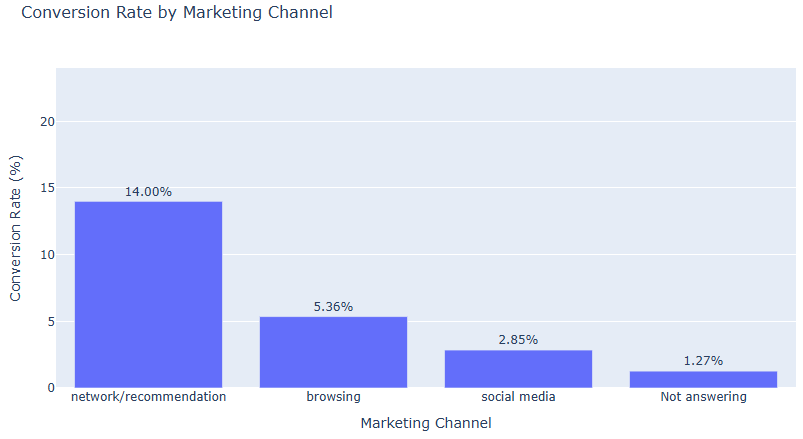 Conversion Rate by Marketing Channel
Conversion Rate (%)
20
15
10
5
0
14.00%
5.36%
2.85%
1.27%
network/recommendation
browsing
social media
Not answering
Marketing Channel